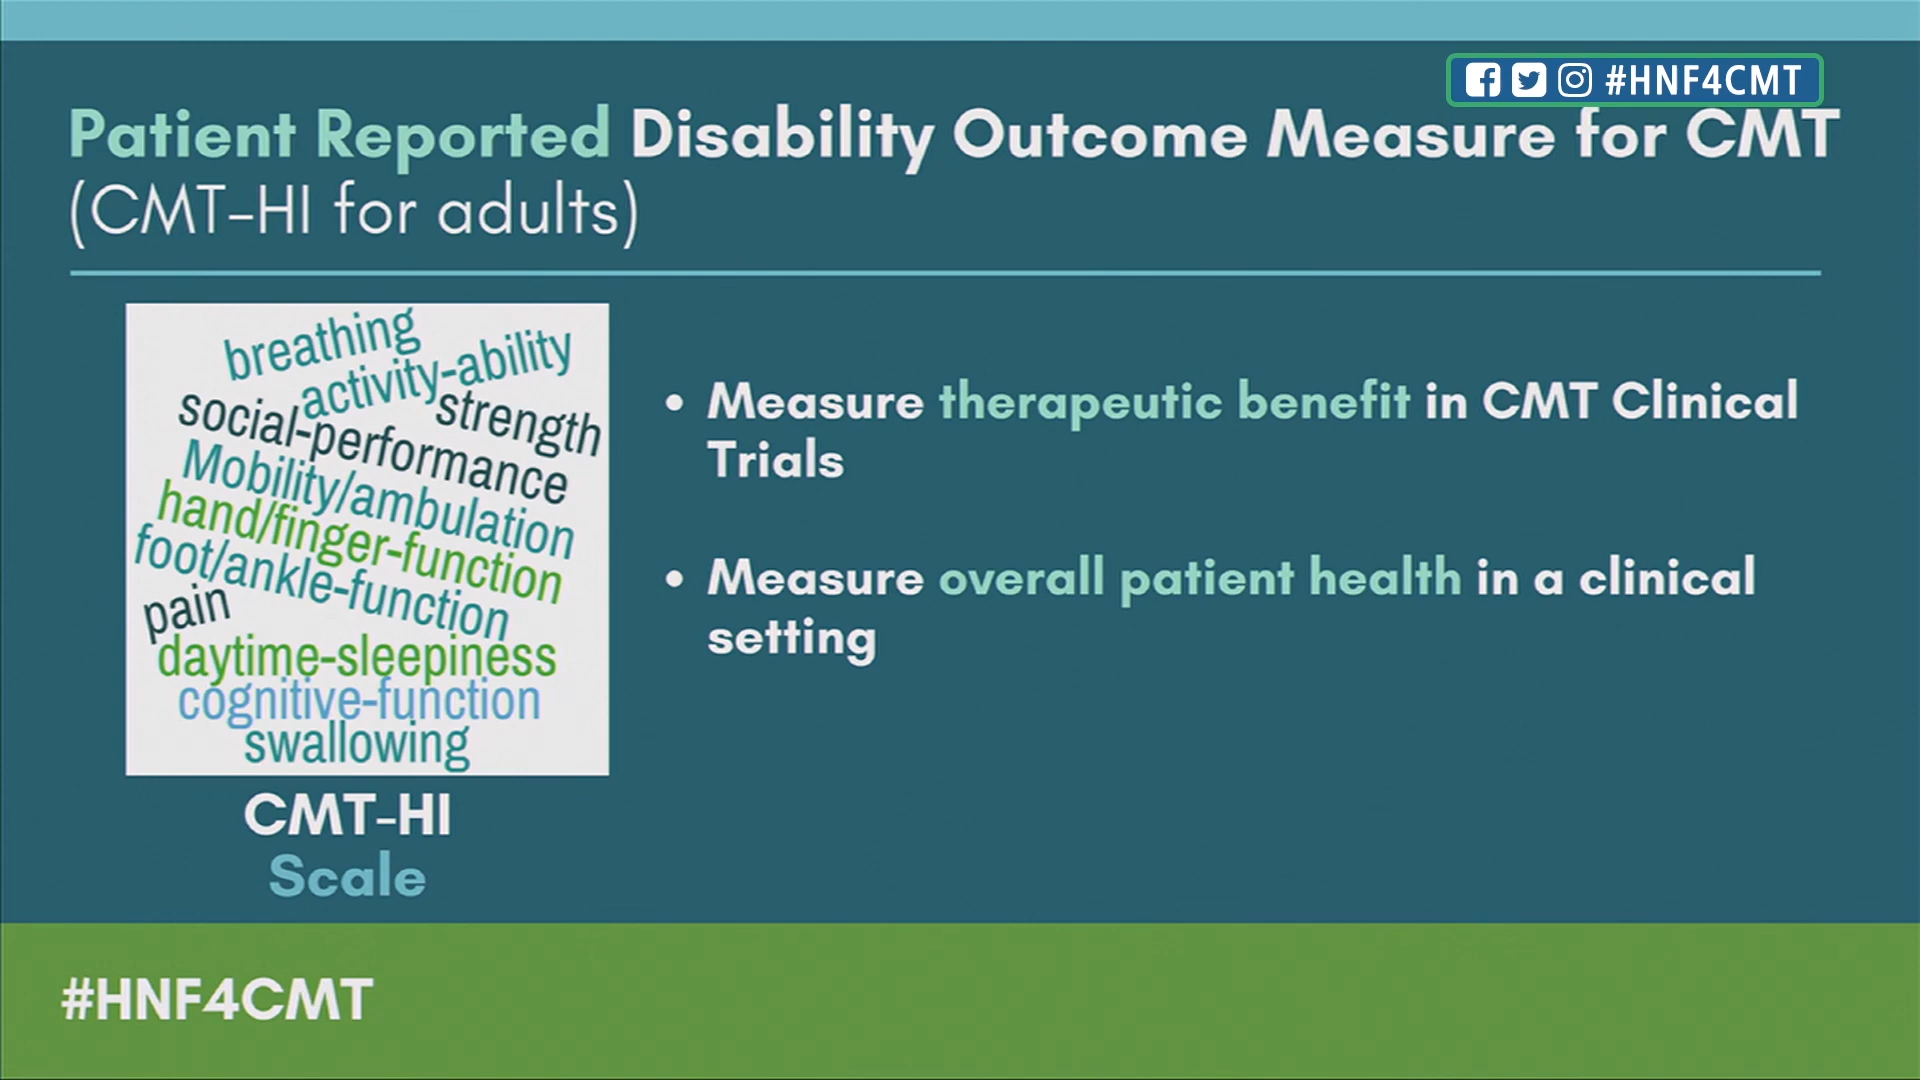 #HNF4CMT
Patient Reported Disability Outcome Measure for CMT
(CMT-HI for adults)
breathing
activity-ability
strength
social-performance
Mobility/ambulation
hand/finger-function
foot/ankle-function
pain
daytime-sleepiness
cognitive-function
swallowing
CMT-HI
Scale
• Measure therapeutic benefit in CMT Clinical
Trials
• Measure overall patient health in a clinical
setting
#HNF4CMT